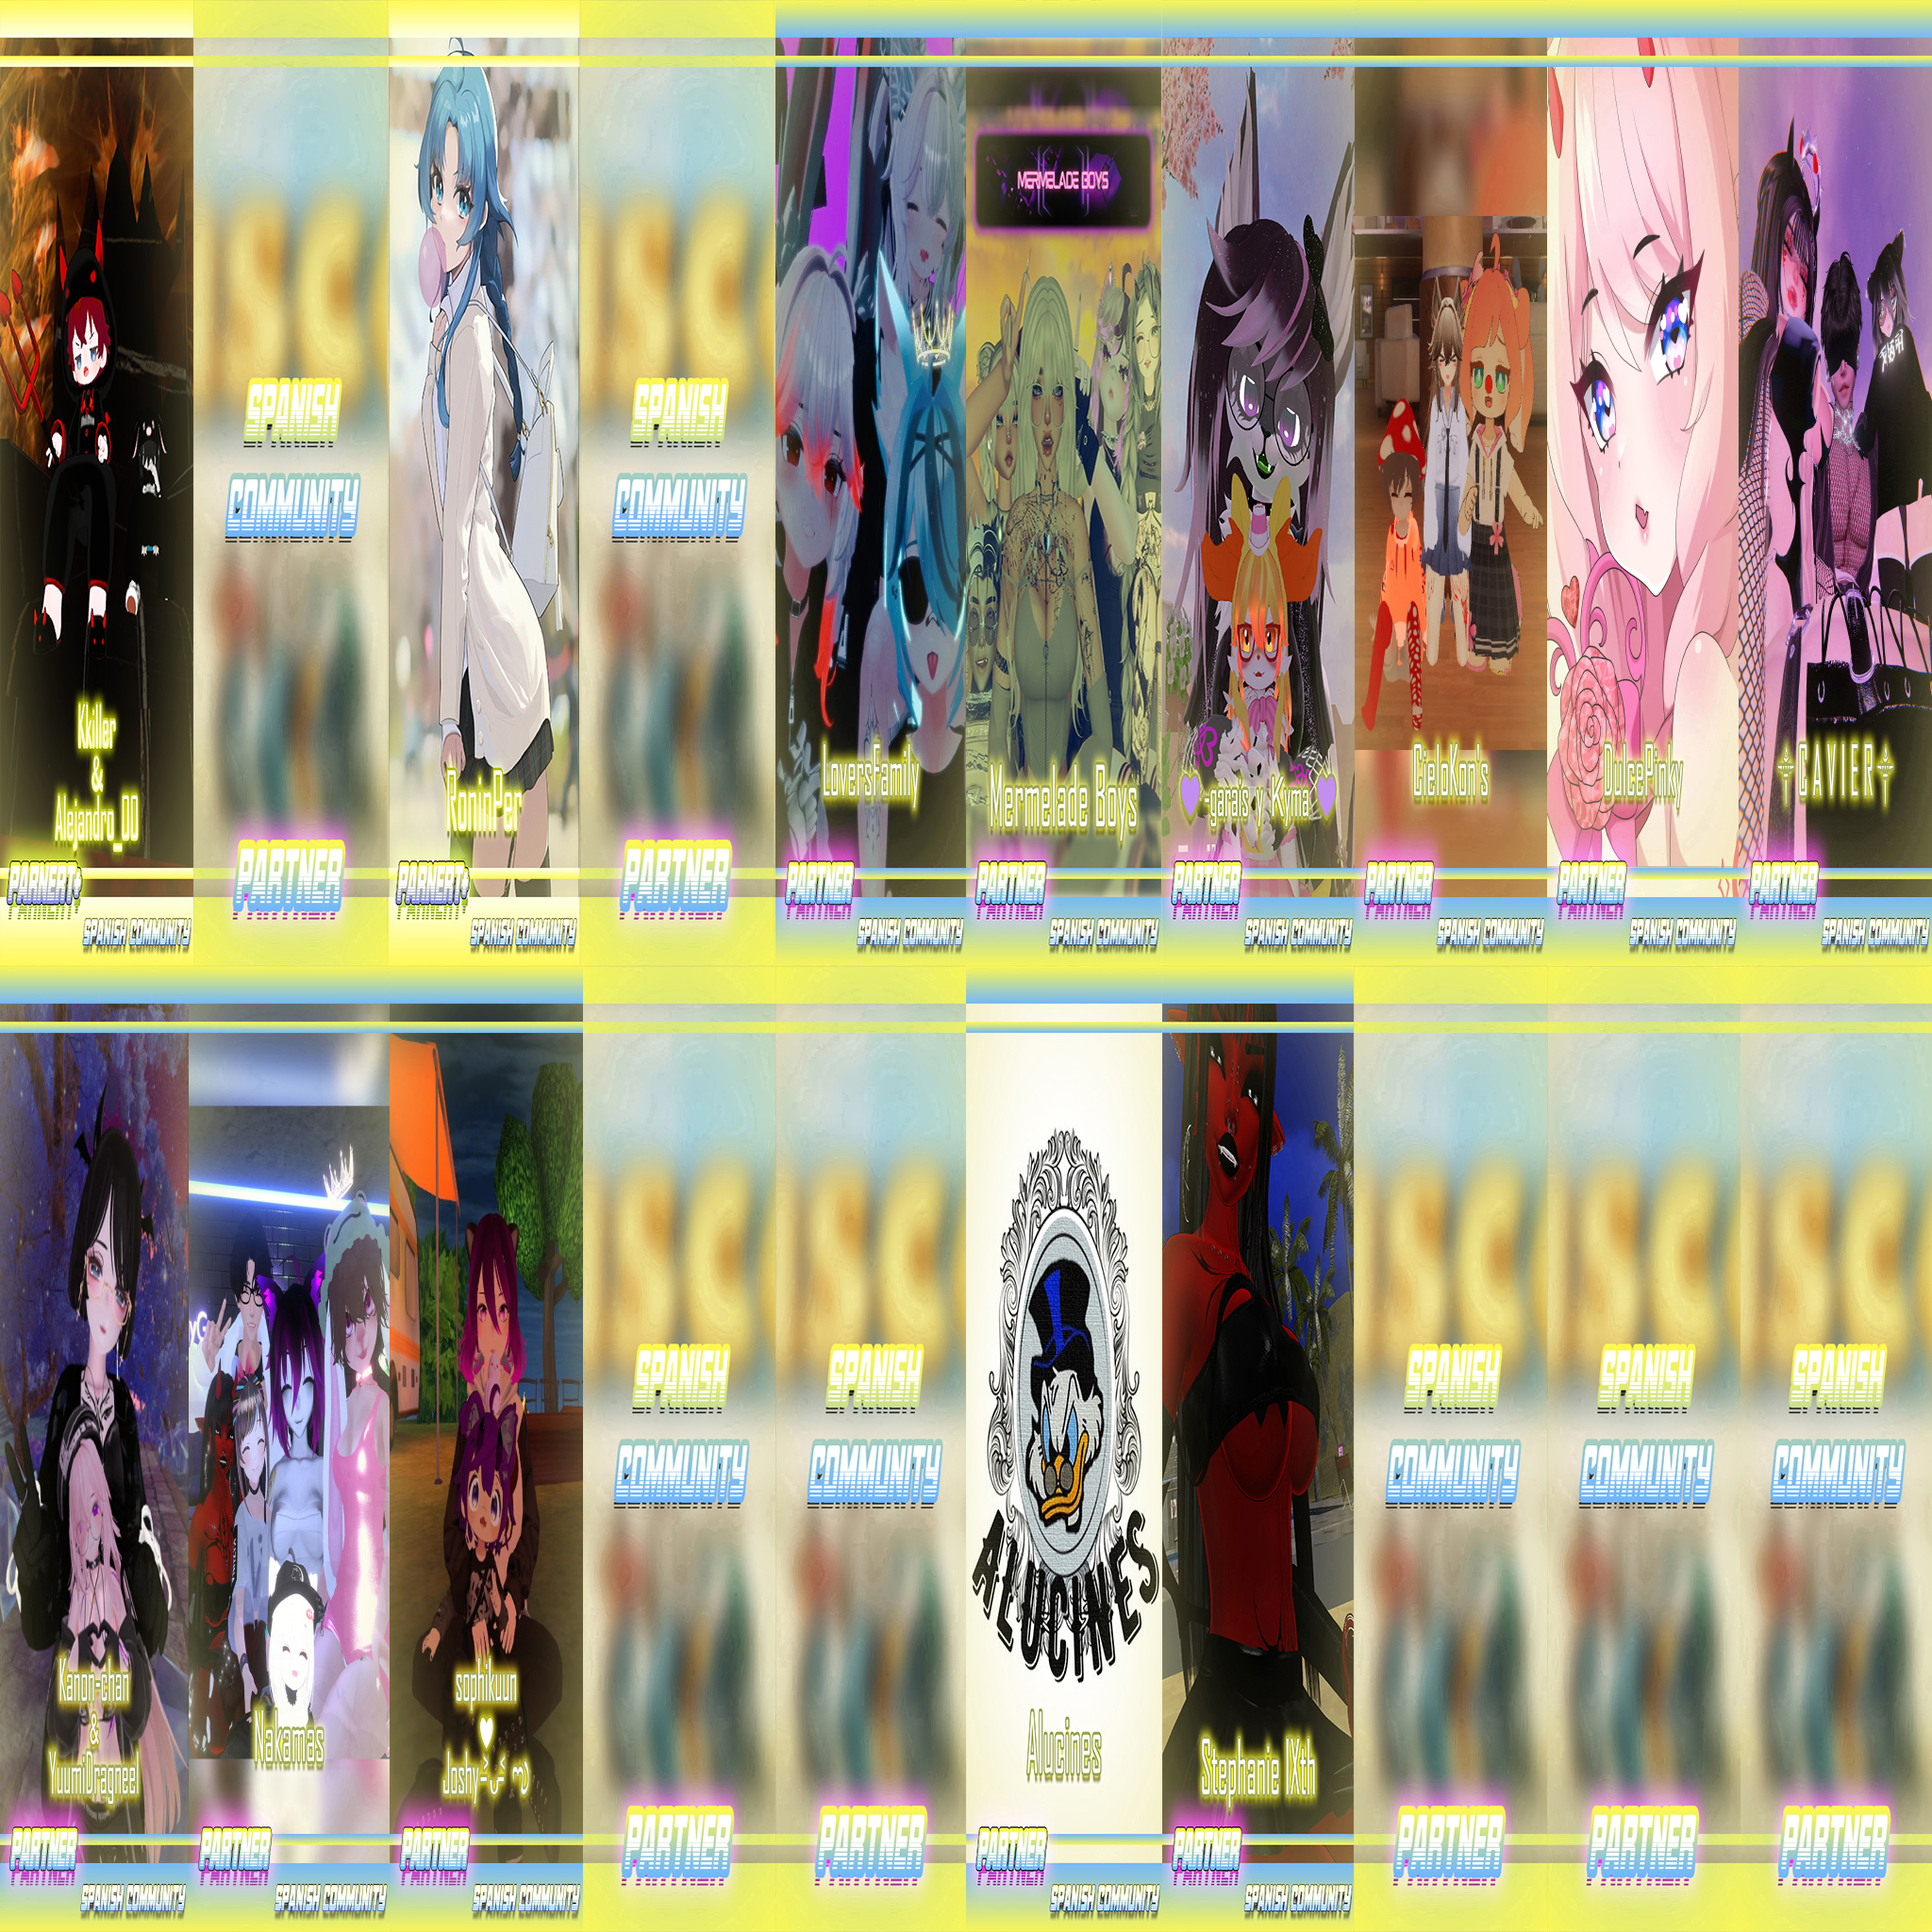 Kkiller
&
Alejandro_00
PARNERT+
SPANISH COMMUNITY
SPANISH
COMMUNITY
PARTNER
RoninPer
PARNERT+
SPANISH COMMUNITY
SPANISH
COMMUNITY
PARTNER
LoversFamily
PARTNER
SPANISH COMMUNITY
MERMELADE BOYS
Mermelade Boys
PARTNER
SPANISH COMMUNITY
💜-garais y Kyma💜
PARTNER
SPANISH COMMUNITY
CieloKon's
PARTNER
SPANISH COMMUNITY
DulcePinky
PARTNER
SPANISH COMMUNITY
⸸CAVIER⸸
PARTNER
SPANISH COMMUNITY
Kanon-chan
&
YuumiDragneel
PARTNER
SPANISH COMMUNITY
Nakamas
PARTNER
SPANISH COMMUNITY
sophikuun
♥
Joshy
PARTNER
SPANISH COMMUNITY
SPANISH
COMMUNITY
PARTNER
SPANISH
COMMUNITY
PARTNER
ALUCINES
Alucines
PARTNER
SPANISH COMMUNITY
Stephanie IXth
PARTNER
SPANISH COMMUNITY
SPANISH
COMMUNITY
PARTNER
SPANISH
COMMUNITY
PARTNER
SPANISH
COMMUNITY
PARTNER